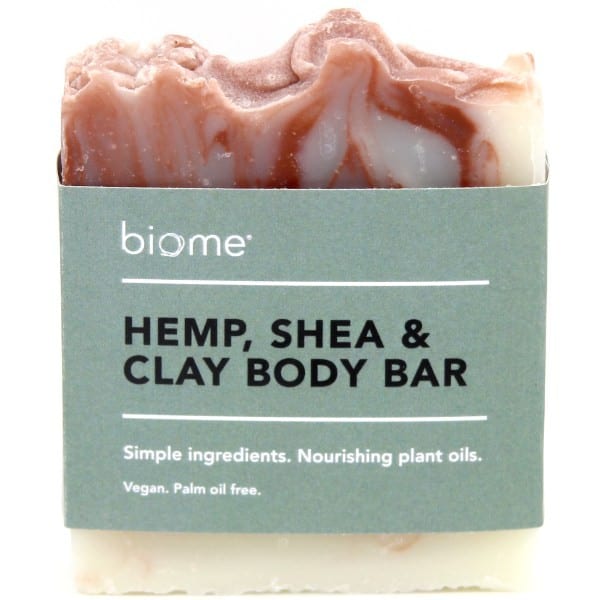 biome
HEMP, SHEA &
CLAY BODY BAR
Simple ingredients. Nourishing plant oils.
Vegan. Palm oil free.